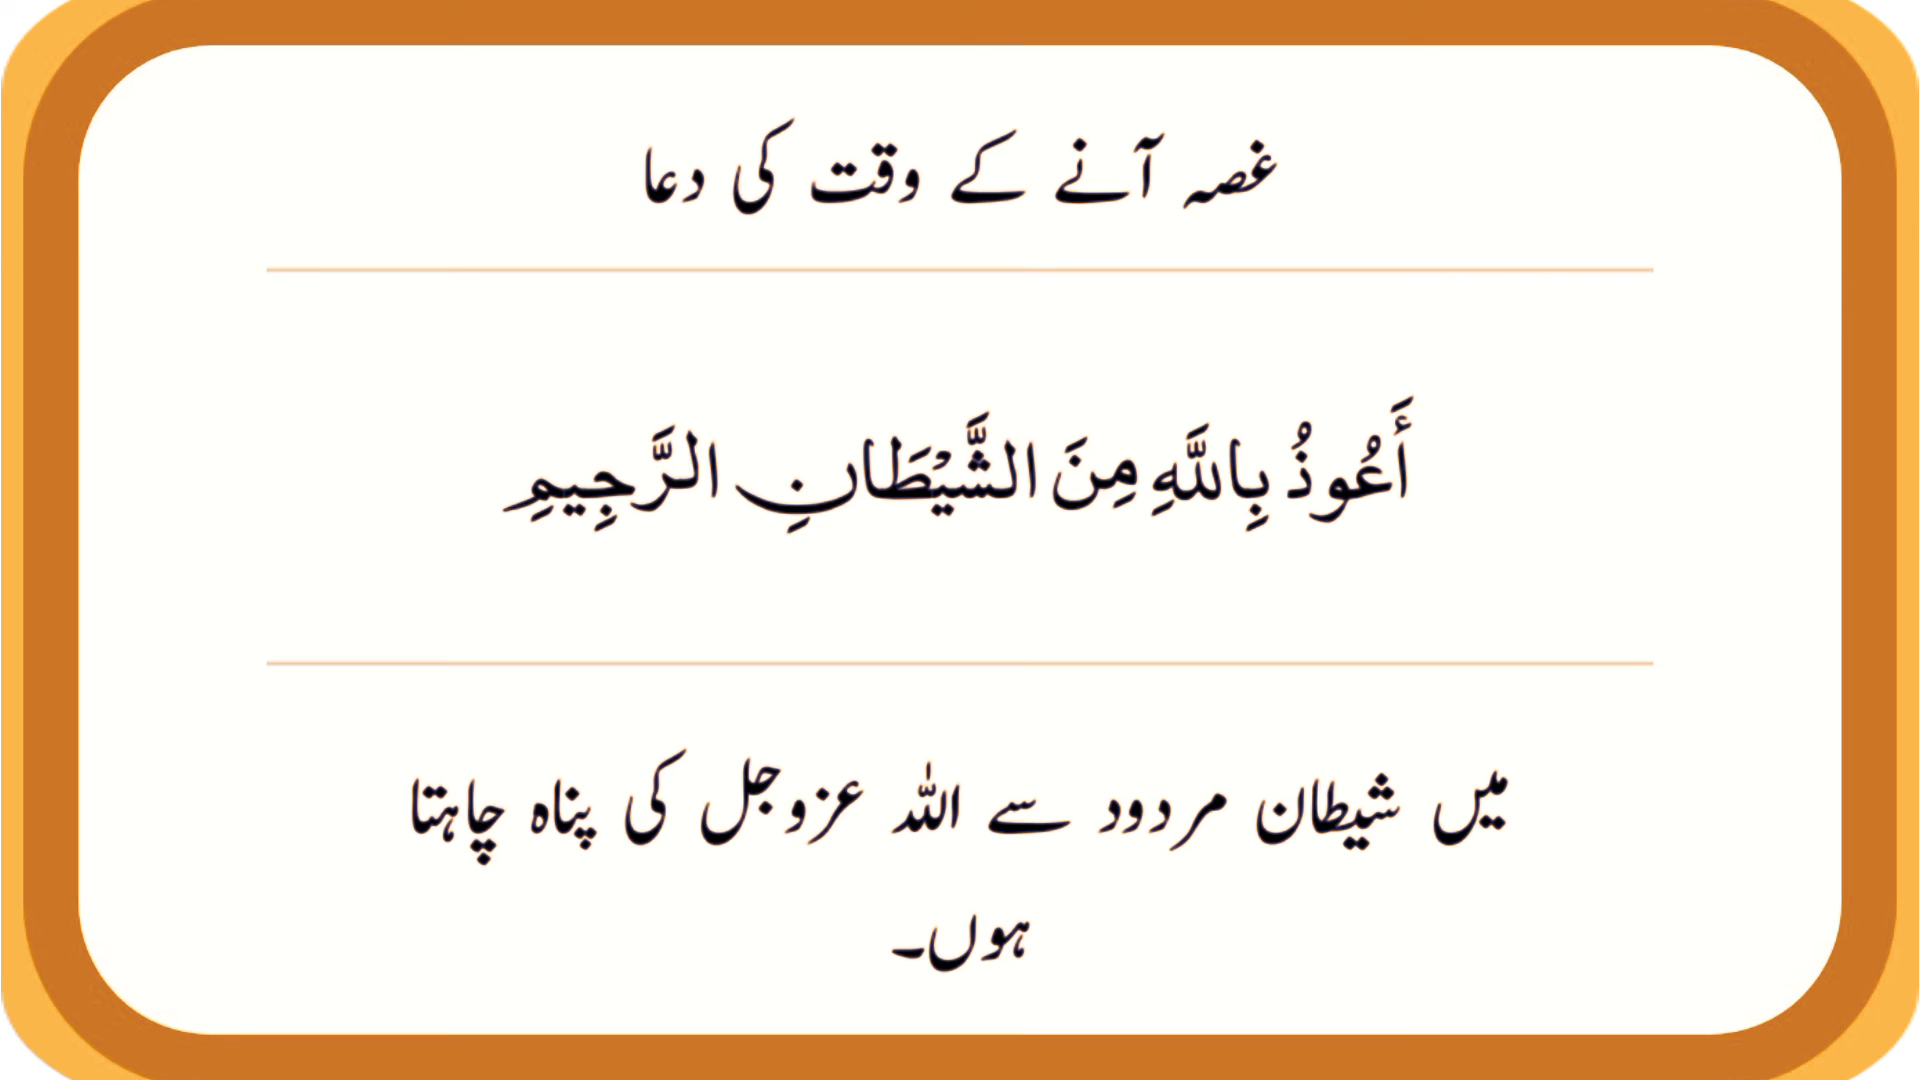 غصہ آنے کے وقت کی دعا
أَعُوذُ بِاللَّهِ مِنَ الشَّيْطَانِ الرَّجِيمِ
میں شیطان مردود سے اللہ عزوجل کی پناہ چاہتا
ہوں۔